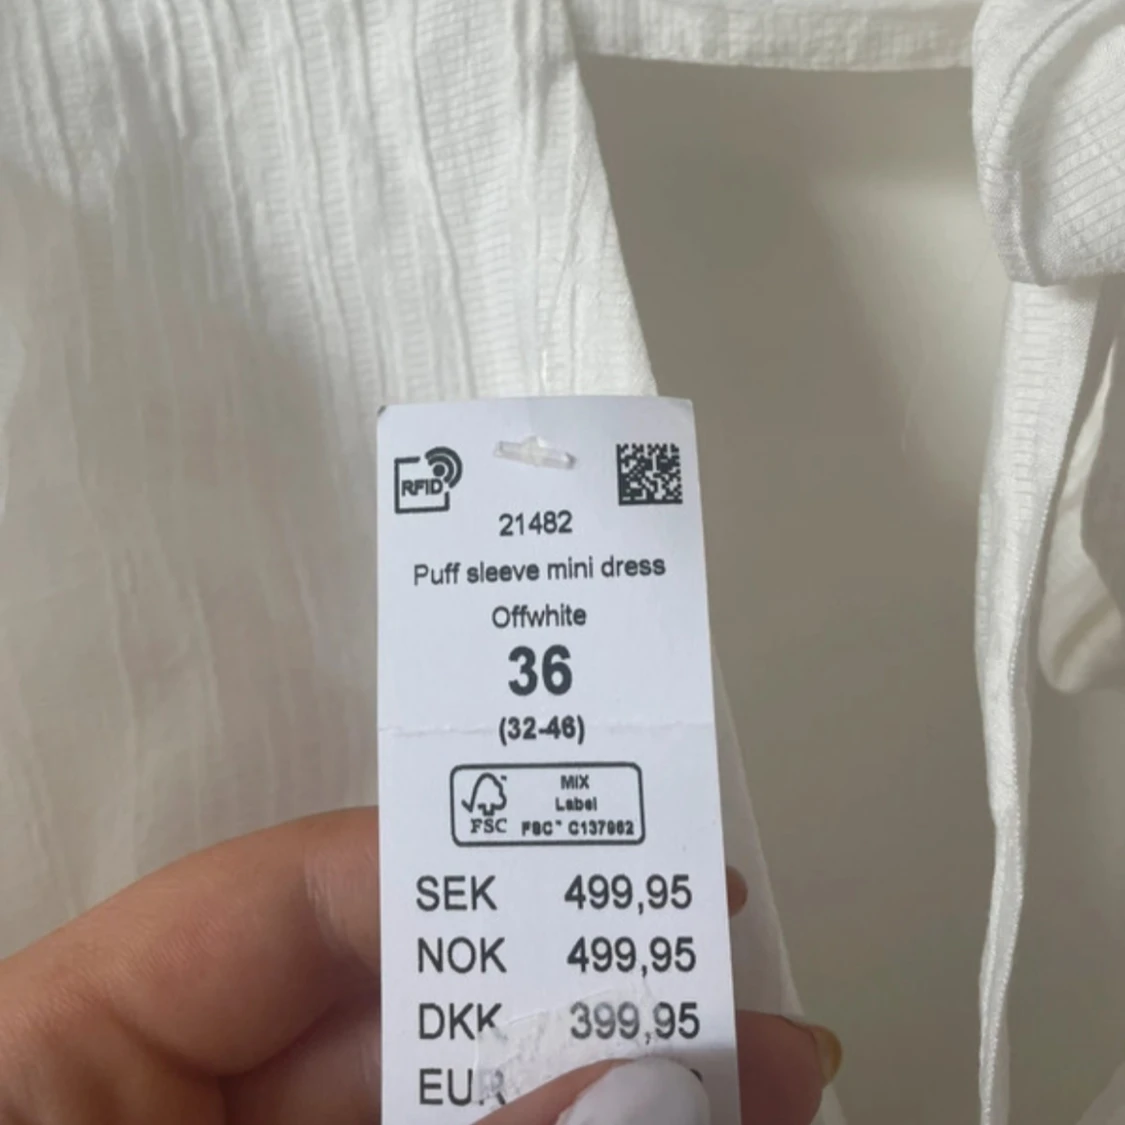 RFID
21482
Puff sleeve mini dress
Offwhite
36
(32-46)
MIX
Label
FSC FSC™ C137962
SEK 499,95
NOK 499,95
DKK 399,95
EUR